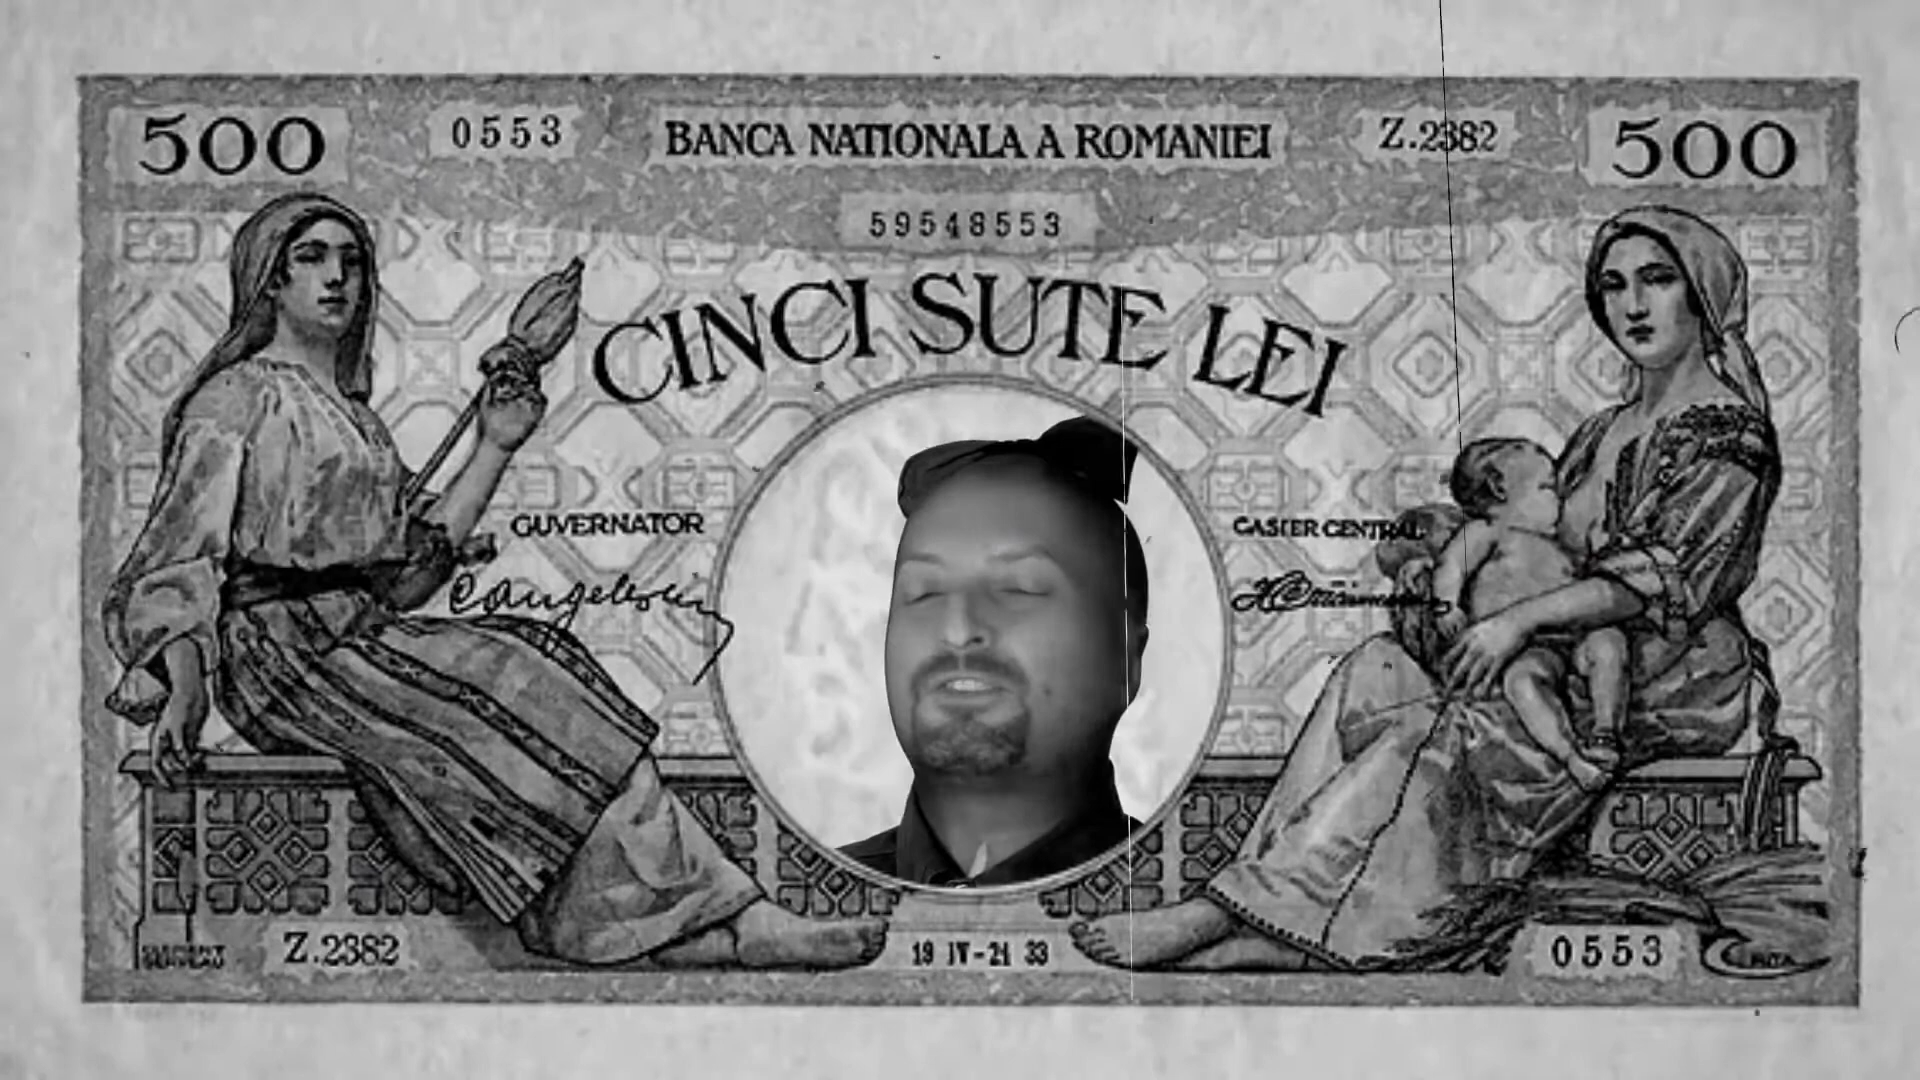 500 0553 BANCA NATIONALA A ROMANIEI Z.2382 500
59548553
CINCI SUTE LEI
GUVERNATOR CASIER CENTRAL
Z.2382 19 IV-21 33 0553